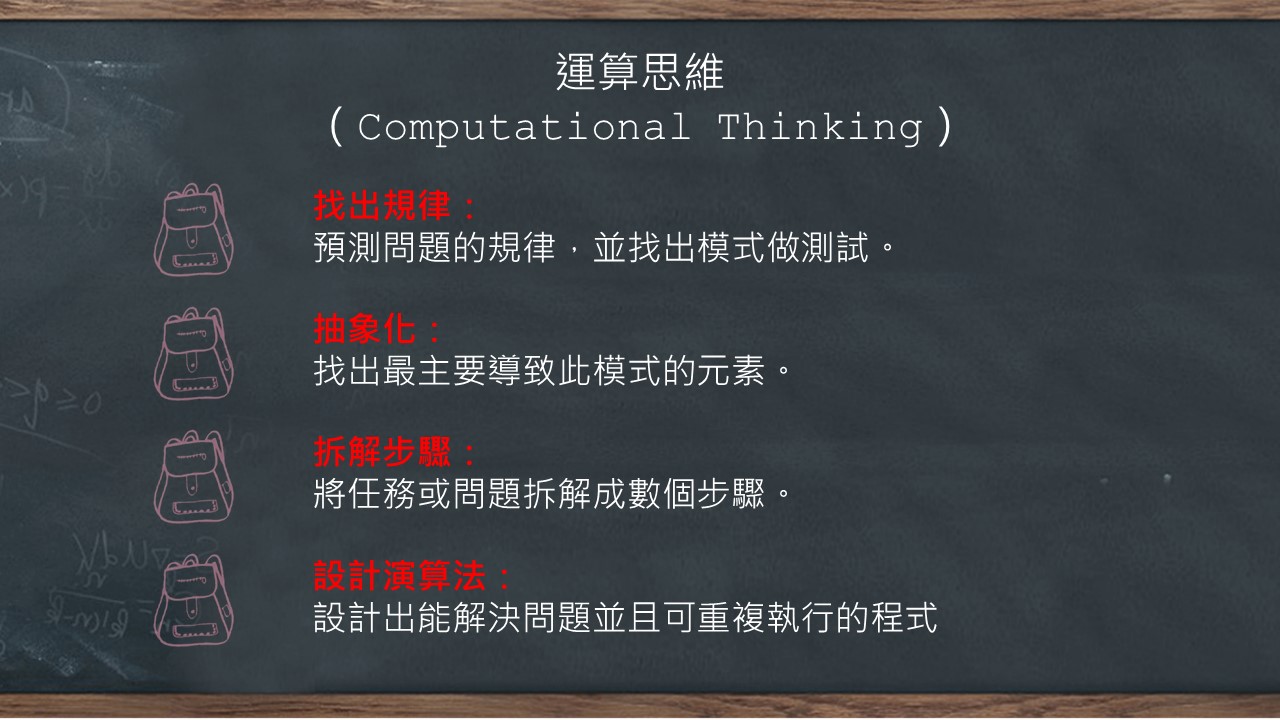 運算思維
（Computational Thinking）
找出規律：
預測問題的規律，並找出模式做測試。
抽象化：
找出最主要導致此模式的元素。
拆解步驟：
將任務或問題拆解成數個步驟。
設計演算法：
設計出能解決問題並且可重複執行的程式